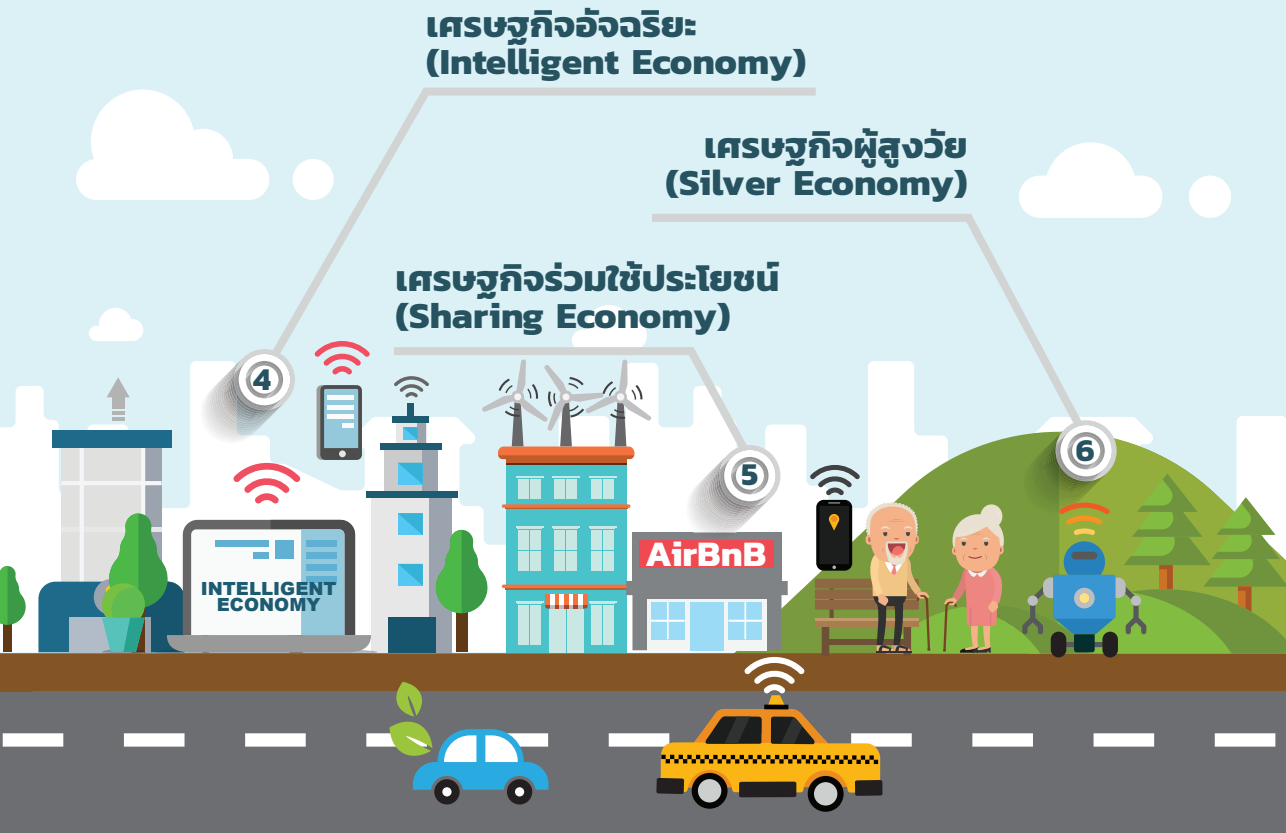 เศรษฐกิจอัจฉริยะ
(Intelligent Economy)
เศรษฐกิจผู้สูงวัย
(Silver Economy)
เศรษฐกิจร่วมใช้ประโยชน์
(Sharing Economy)
4
5
6
AirBnB
INTELLIGENT
ECONOMY